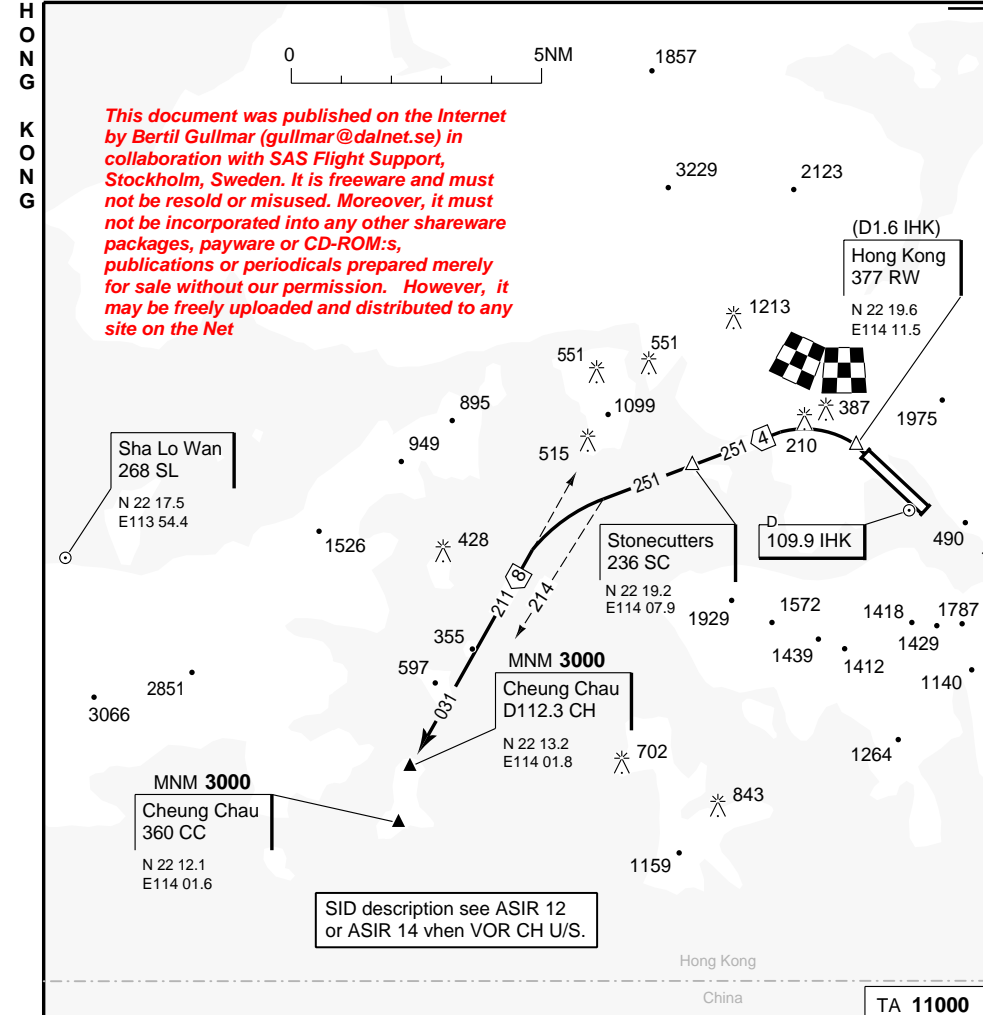 HONG KONG
0 5NM
1857
This document was published on the Internet
by Bertil Gullmar (gullmar@dalnet.se) in
collaboration with SAS Flight Support,
Stockholm, Sweden. It is freeware and must
not be resold or misused. Moreover, it must
not be incorporated into any other shareware
packages, payware or CD-ROM:s,
publications or periodicals prepared merely
for sale without our permission. However, it
may be freely uploaded and distributed to any
site on the Net
3229
2123
(D1.6 IHK)
Hong Kong
377 RW
N 22 19.6
E114 11.5
1213
551
551
895
1099
387
1975
949
515
210
4
251
251
Sha Lo Wan
268 SL
N 22 17.5
E113 54.4
1526
428
Stonecutters
236 SC
N 22 19.2
E114 07.9
D
109.9 IHK
490
8
211
214
1929
1572
1418
1787
1429
1439
1412
1140
355
597
2851
3066
031
MNM 3000
Cheung Chau
D112.3 CH
N 22 13.2
E114 01.8
702
1264
MNM 3000
Cheung Chau
360 CC
N 22 12.1
E114 01.6
843
1159
SID description see ASIR 12
or ASIR 14 vhen VOR CH U/S.
Hong Kong
China
TA 11000